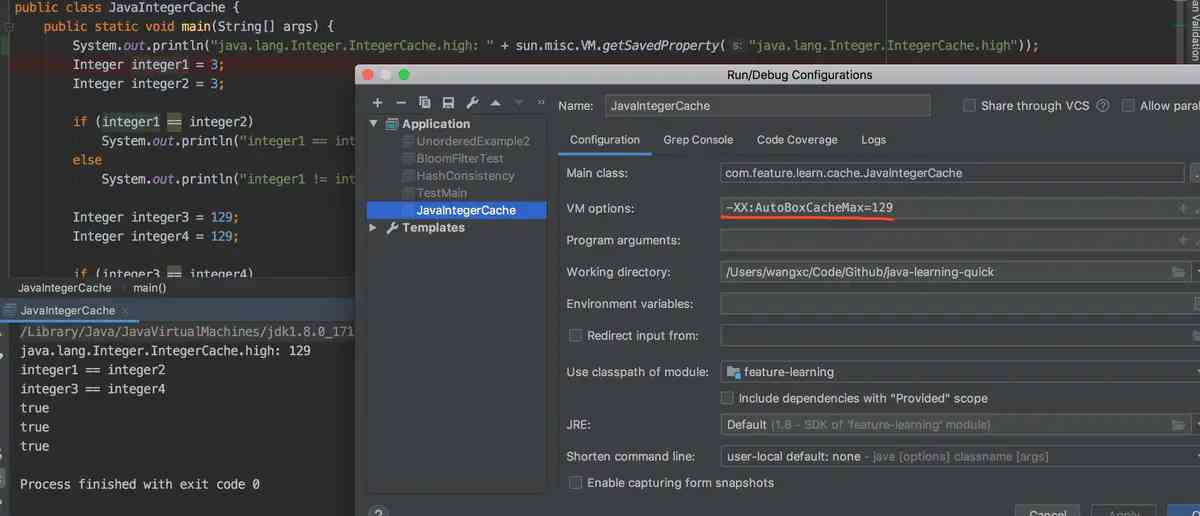 public class JavaIntegerCache {
public static void main(String[] args) {
System.out.println("java.lang.Integer.IntegerCache.high: " + sun.misc.VM.getSavedProperty( s: "java.lang.Integer.IntegerCache.high"));
Integer integer1 = 3;
Integer integer2 = 3;
if (integer1 == integer2)
System.out.println("integer1 == int
else
System.out.println("integer1 != int
Integer integer3 = 129;
Integer integer4 = 129;
if (integer3 == integer4)
JavaIntegerCache › main()
JavaIntegerCache ×
/Library/Java/JavaVirtualMachines/jdk1.8.0_171
java.lang.Integer.IntegerCache.high: 129
integer1 == integer2
integer3 == integer4
true
true
true
Process finished with exit code 0
Run/Debug Configurations
Name: JavaIntegerCache
Share through VCS ?
Allow paral
Application
UnorderedExample2
BloomFilterTest
HashConsistency
TestMain
JavaIntegerCache
Templates
Configuration Grep Console Code Coverage Logs
Main class: com.feature.learn.cache.JavaIntegerCache
VM options: -XX:AutoBoxCacheMax=129
Program arguments:
Working directory: /Users/wangxc/Code/Github/java-learning-quick
Environment variables:
Redirect input from:
Use classpath of module: feature-learning
Include dependencies with "Provided" scope
JRE: Default (1.8 - SDK of 'feature-learning' module)
Shorten command line: user-local default: none - java [options] classname [args]
Enable capturing form snapshots
? Cancel Apply
an Validation